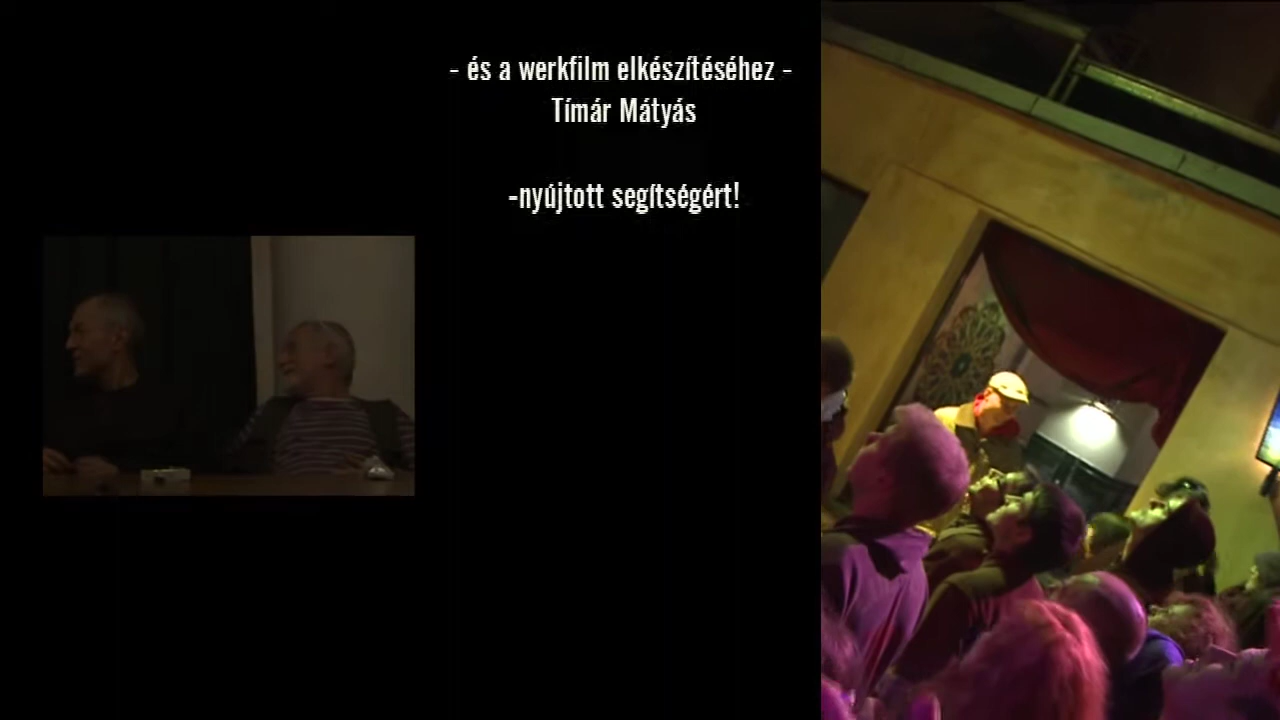 - és a werkfilm elkészítéséhez -
Tímár Mátyás
-nyújtott segítségért!